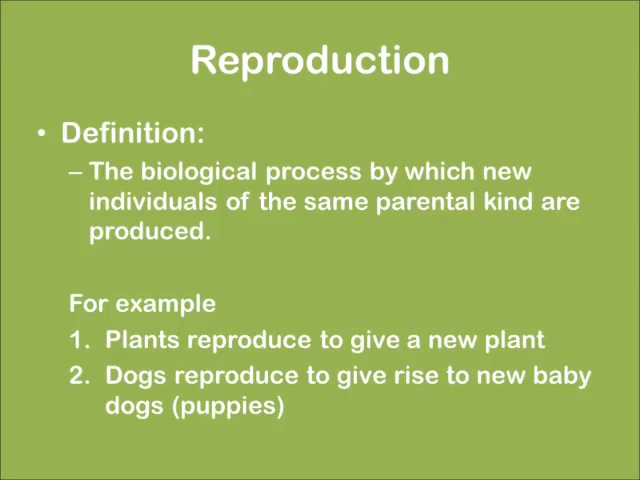 Reproduction
• Definition:
– The biological process by which new
individuals of the same parental kind are
produced.
For example
1. Plants reproduce to give a new plant
2. Dogs reproduce to give rise to new baby
dogs (puppies)